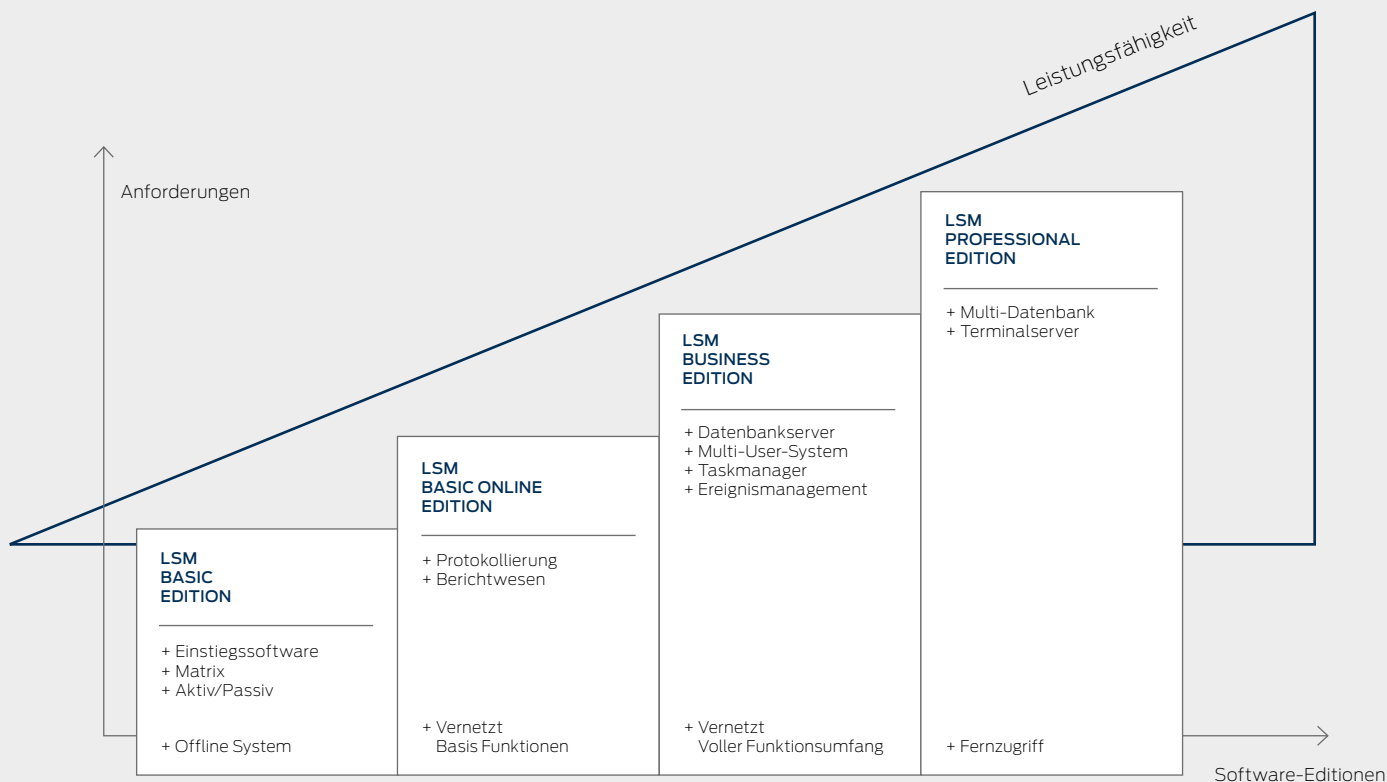 Leistungsfähigkeit
Anforderungen
LSM
BASIC
EDITION
+ Einstiegssoftware
+ Matrix
+ Aktiv/Passiv
+ Offline System
LSM
BASIC ONLINE
EDITION
+ Protokollierung
+ Berichtwesen
+ Vernetzt
Basis Funktionen
LSM
BUSINESS
EDITION
+ Datenbankserver
+ Multi-User-System
+ Taskmanager
+ Ereignismanagement
+ Vernetzt
Voller Funktionsumfang
LSM
PROFESSIONAL
EDITION
+ Multi-Datenbank
+ Terminalserver
+ Fernzugriff
Software-Editionen